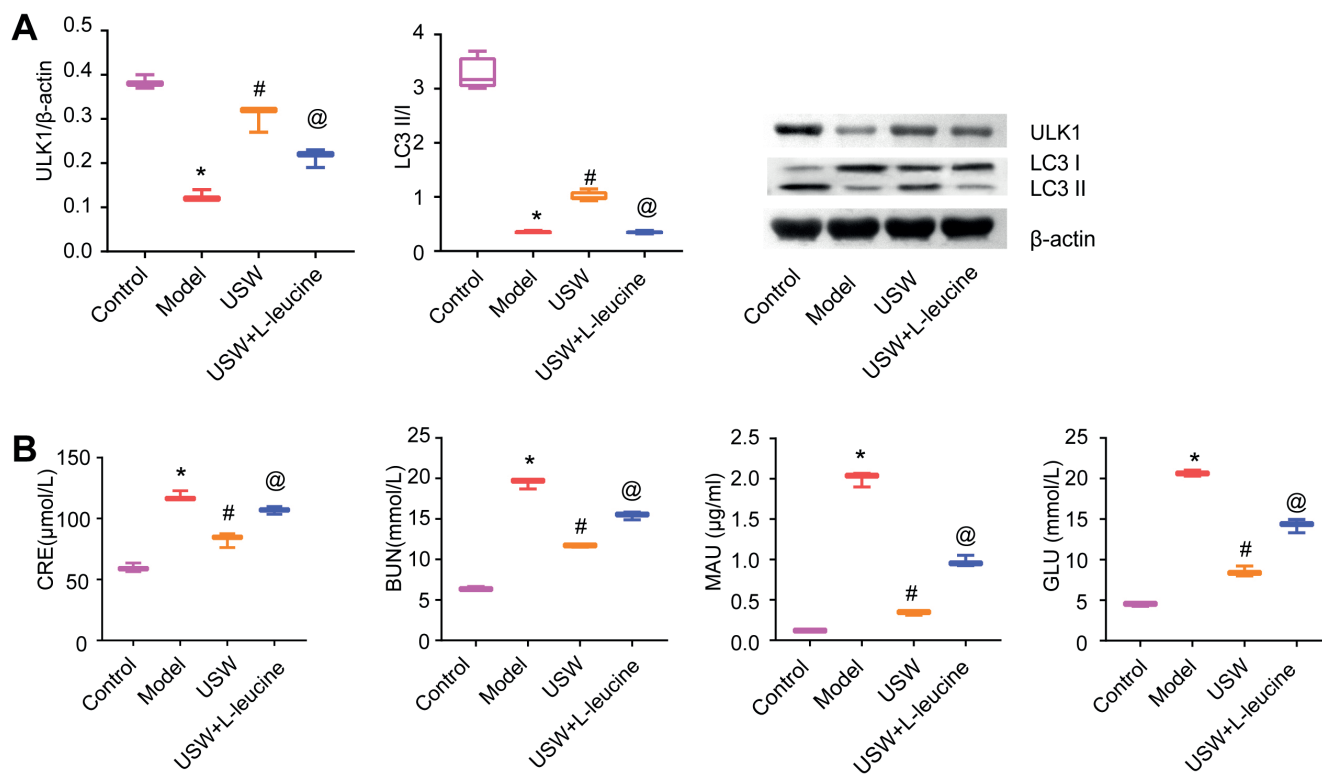 A
ULK1/β-actin
0.5
0.4
0.3
0.2
0.1
0.0
*
#
@
Control
Model
USW
USW+L-leucine
LC3 II/I
4
3
2
1
0
*
#
@
Control
Model
USW
USW+L-leucine
ULK1
LC3 I
LC3 II
β-actin
Control
Model
USW
USW+L-leucine
B
CRE(μmol/L)
150
100
50
0
*
#
@
Control
Model
USW
USW+L-leucine
BUN(mmol/L)
25
20
15
10
5
0
*
#
@
Control
Model
USW
USW+L-leucine
MAU (μg/ml)
2.5
2.0
1.5
1.0
0.5
0.0
*
#
@
Control
Model
USW
USW+L-leucine
GLU (mmol/L)
25
20
15
10
5
0
*
#
@
Control
Model
USW
USW+L-leucine